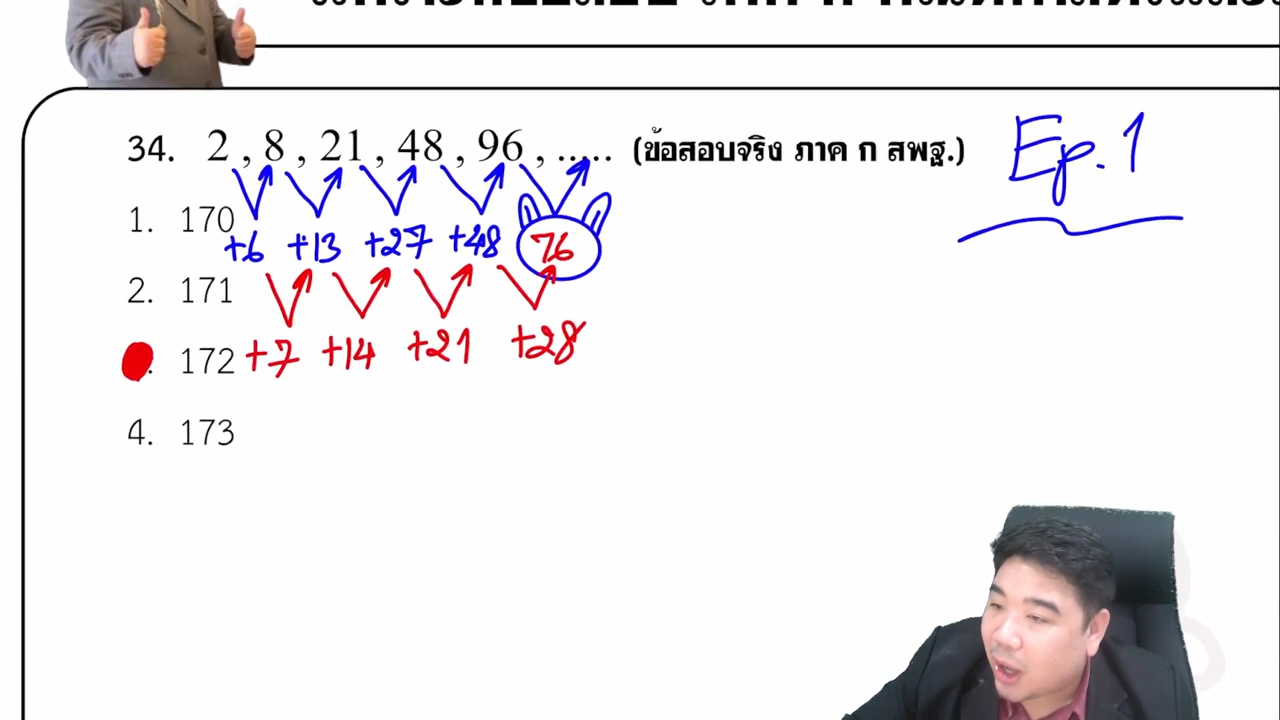 34. 2 , 8 , 21 , 48 , 96 , ..... (ข้อสอบจริง ภาค ก สพฐ.) Ep. 1
1. 170
+6 +13 +27 +48 76
2. 171
172 +7 +14 +21 +28
4. 173